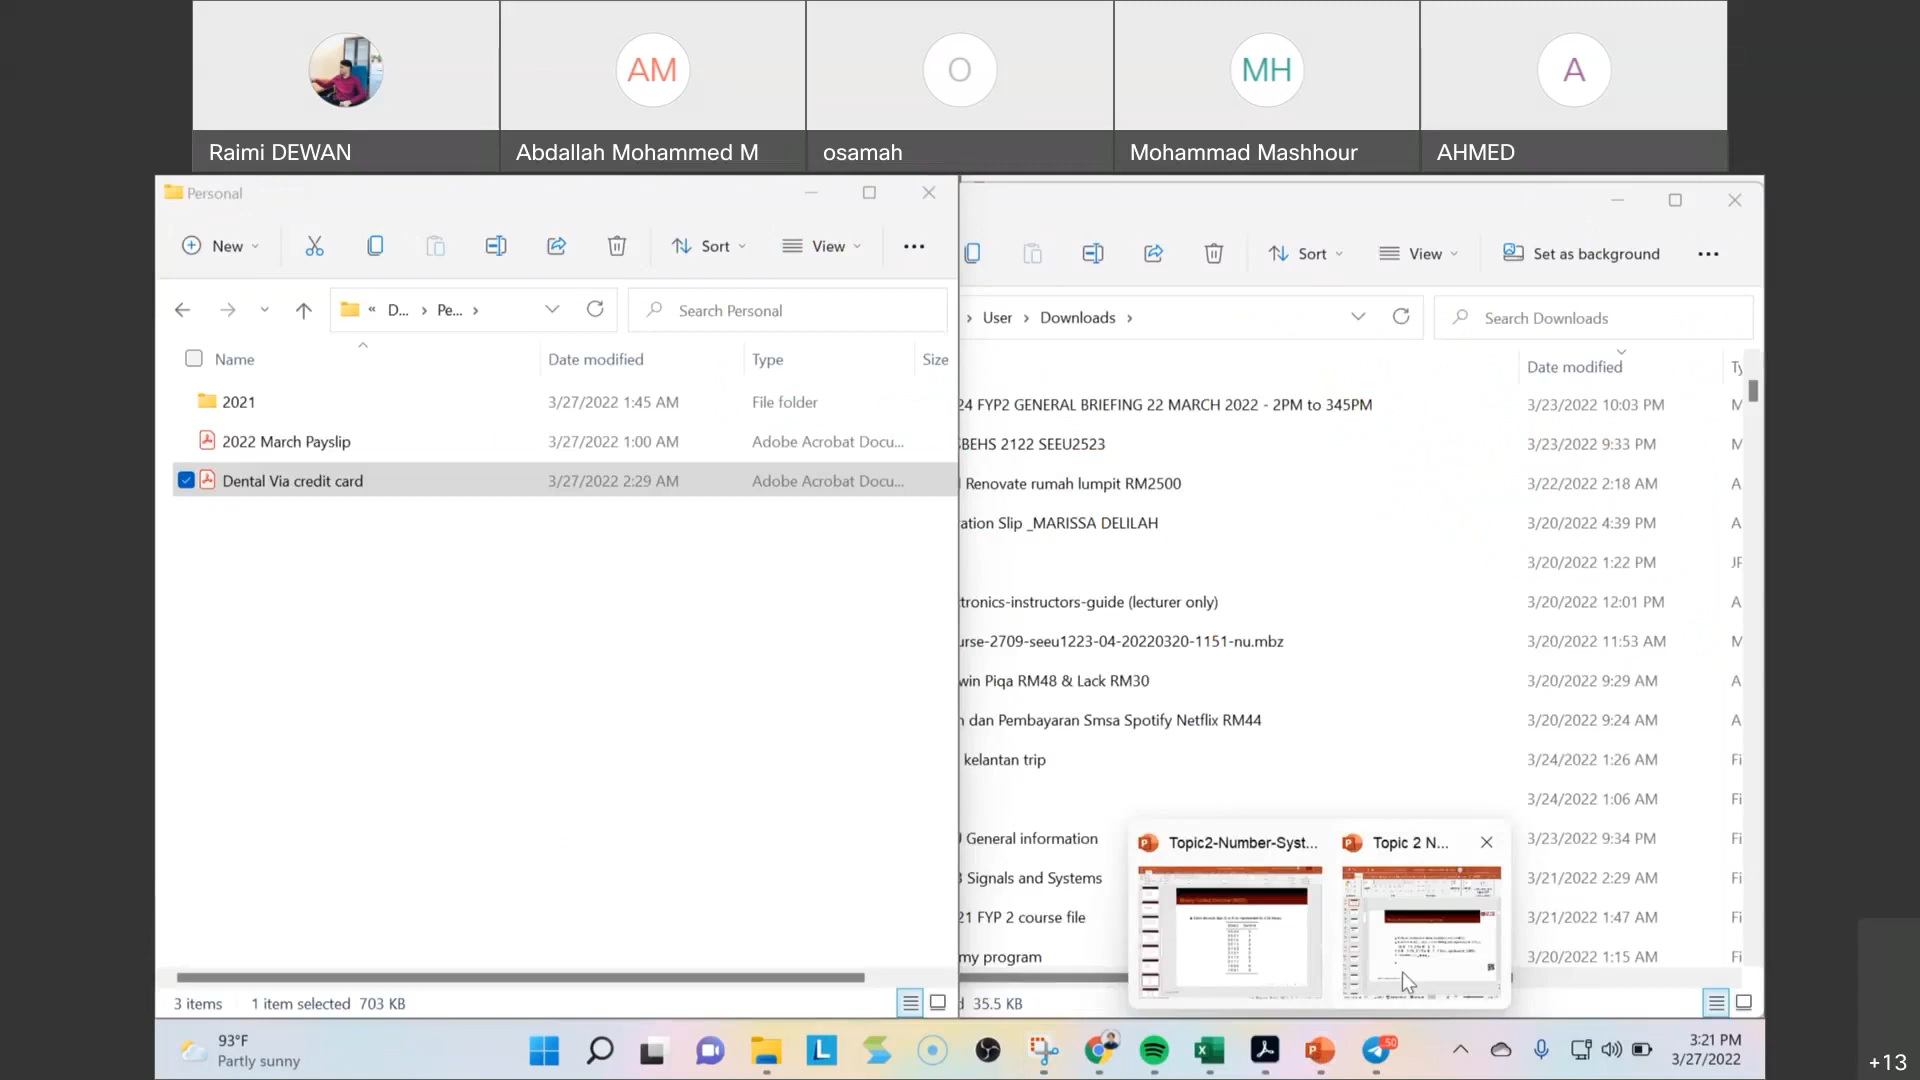 AM
O
MH
A
Raimi DEWAN
Abdallah Mohammed M
osamah
Mohammad Mashhour
AHMED
Personal
New
Sort
View
Sort
View
Set as background
« D... › Pe... ›
Search Personal
› User › Downloads ›
Search Downloads
Name
Date modified
Type
Size
2021
3/27/2022 1:45 AM
File folder
2022 March Payslip
3/27/2022 1:00 AM
Adobe Acrobat Docu...
Dental Via credit card
3/27/2022 2:29 AM
Adobe Acrobat Docu...
Date modified
24 FYP2 GENERAL BRIEFING 22 MARCH 2022 - 2PM to 345PM
3/23/2022 10:03 PM
BEHS 2122 SEEU2523
3/23/2022 9:33 PM
Renovate rumah lumpit RM2500
3/22/2022 2:18 AM
ation Slip _MARISSA DELILAH
3/20/2022 4:39 PM
3/20/2022 1:22 PM
tronics-instructors-guide (lecturer only)
3/20/2022 12:01 PM
urse-2709-seeu1223-04-20220320-1151-nu.mbz
3/20/2022 11:53 AM
win Piqa RM48 & Lack RM30
3/20/2022 9:29 AM
dan Pembayaran Smsa Spotify Netflix RM44
3/20/2022 9:24 AM
kelantan trip
3/24/2022 1:26 AM
3/24/2022 1:06 AM
General information
3/23/2022 9:34 PM
Signals and Systems
3/21/2022 2:29 AM
21 FYP 2 course file
3/21/2022 1:47 AM
my program
3/20/2022 1:15 AM
Topic2-Number-Syst...
Topic 2 N...
3 items
1 item selected 703 KB
35.5 KB
93°F
Partly sunny
50
3:21 PM
3/27/2022
+13